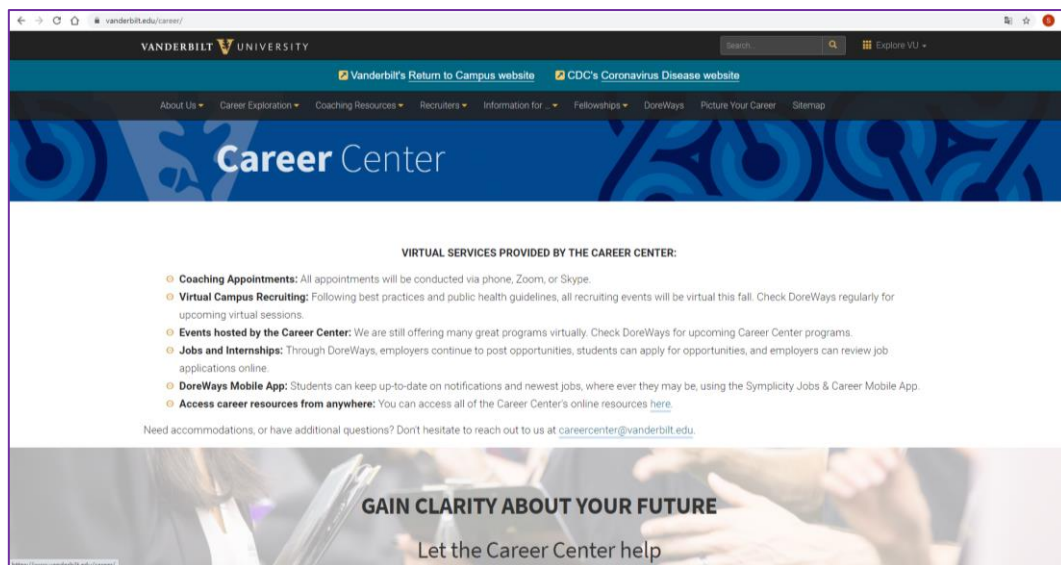 vanderbilt.edu/career/
S
VANDERBILT V UNIVERSITY
Search...
Explore VU
Vanderbilt's Return to Campus website
CDC's Coronavirus Disease website
About Us
Career Exploration
Coaching Resources
Recruiters
Information for ...
Fellowships
DoreWays
Picture Your Career
Sitemap
Career Center
VIRTUAL SERVICES PROVIDED BY THE CAREER CENTER:
Coaching Appointments: All appointments will be conducted via phone, Zoom, or Skype.
Virtual Campus Recruiting: Following best practices and public health guidelines, all recruiting events will be virtual this fall. Check DoreWays regularly for
upcoming virtual sessions.
Events hosted by the Career Center: We are still offering many great programs virtually. Check DoreWays for upcoming Career Center programs.
Jobs and Internships: Through DoreWays, employers continue to post opportunities, students can apply for opportunities, and employers can review job
applications online.
DoreWays Mobile App: Students can keep up-to-date on notifications and newest jobs, where ever they may be, using the Symplicity Jobs & Career Mobile App.
Access career resources from anywhere: You can access all of the Career Center's online resources here.
Need accommodations, or have additional questions? Don't hesitate to reach out to us at careercenter@vanderbilt.edu.
GAIN CLARITY ABOUT YOUR FUTURE
Let the Career Center help
https://www.vanderbilt.edu/career/